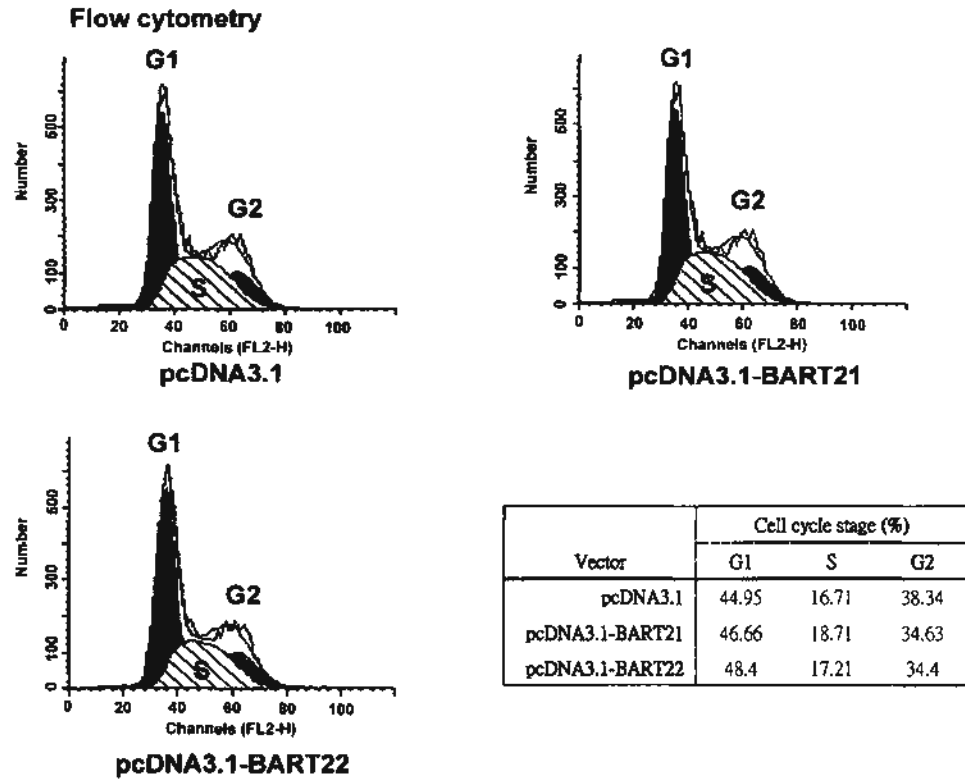 Flow cytometry
G1
G2
S
Number
600
300
100
0
0 20 40 60 80 100
Channels (FL2-H)
pcDNA3.1
G1
G2
S
Number
600
300
100
0
0 20 40 60 80 100
Channels (FL2-H)
pcDNA3.1-BART21
G1
G2
S
Number
600
300
100
0
0 20 40 60 80 100
Channels (FL2-H)
pcDNA3.1-BART22
Cell cycle stage (%)
Vector G1 S G2
pcDNA3.1 44.95 16.71 38.34
pcDNA3.1-BART21 46.66 18.71 34.63
pcDNA3.1-BART22 48.4 17.21 34.4